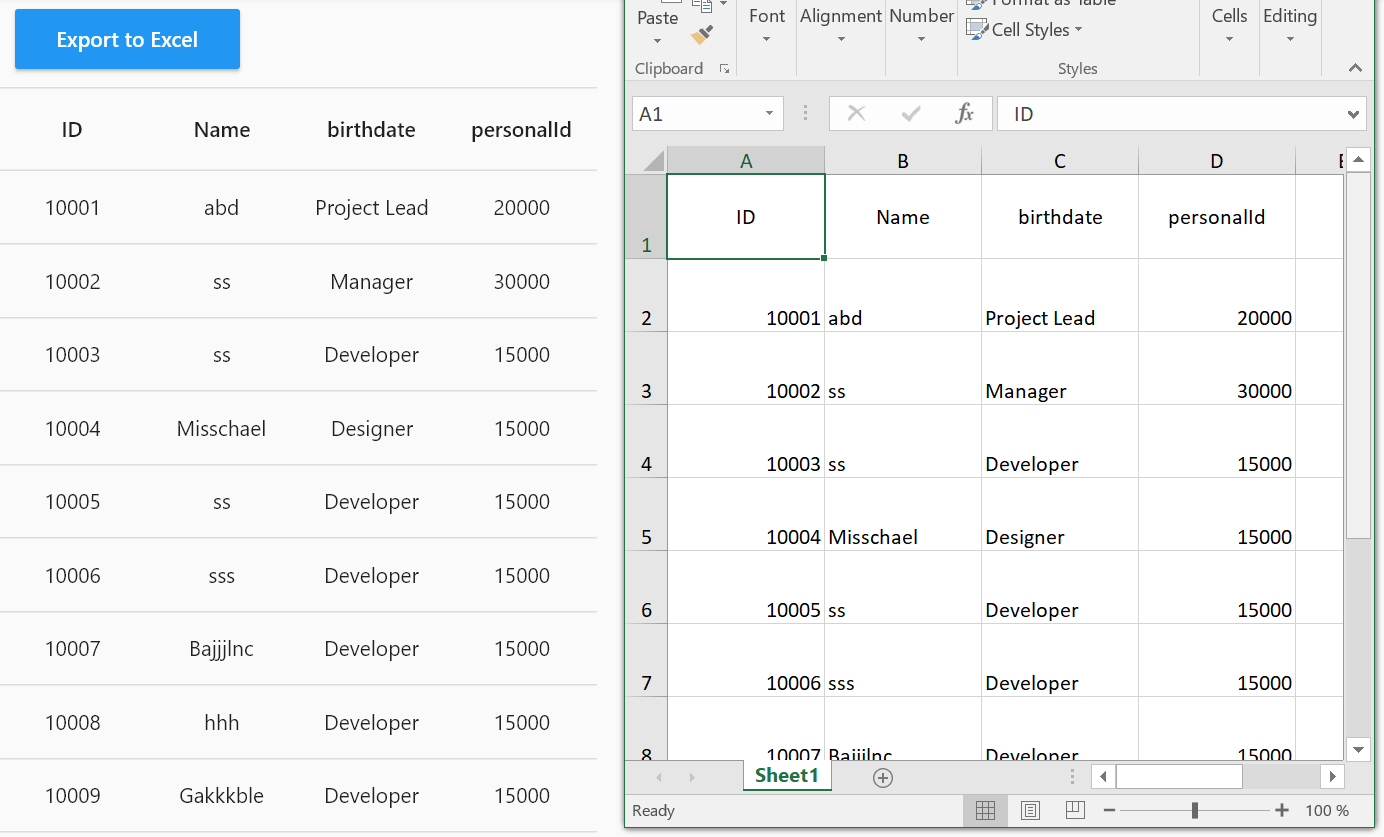 Export to Excel
ID Name birthdate personalId
10001 abd Project Lead 20000
10002 ss Manager 30000
10003 ss Developer 15000
10004 Misschael Designer 15000
10005 ss Developer 15000
10006 sss Developer 15000
10007 Bajjjlnc Developer 15000
10008 hhh Developer 15000
10009 Gakkkble Developer 15000
Format as Table
Paste Font Alignment Number Cell Styles Cells Editing
Clipboard Styles
A1 fx ID
A B C D
1 ID Name birthdate personalId
2 10001 abd Project Lead 20000
3 10002 ss Manager 30000
4 10003 ss Developer 15000
5 10004 Misschael Designer 15000
6 10005 ss Developer 15000
7 10006 sss Developer 15000
8 10007 Bajjjlnc Developer 15000
Sheet1
Ready 100 %